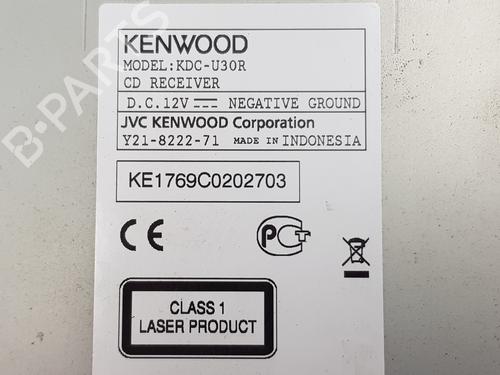 KENWOOD
MODEL:KDC-U30R
CD RECEIVER
D.C.12V NEGATIVE GROUND
JVC KENWOOD Corporation
Y21-8222-71 MADE IN INDONESIA
KE1769C0202703
CE
PCT
CLASS 1
LASER PRODUCT
B-PARTS